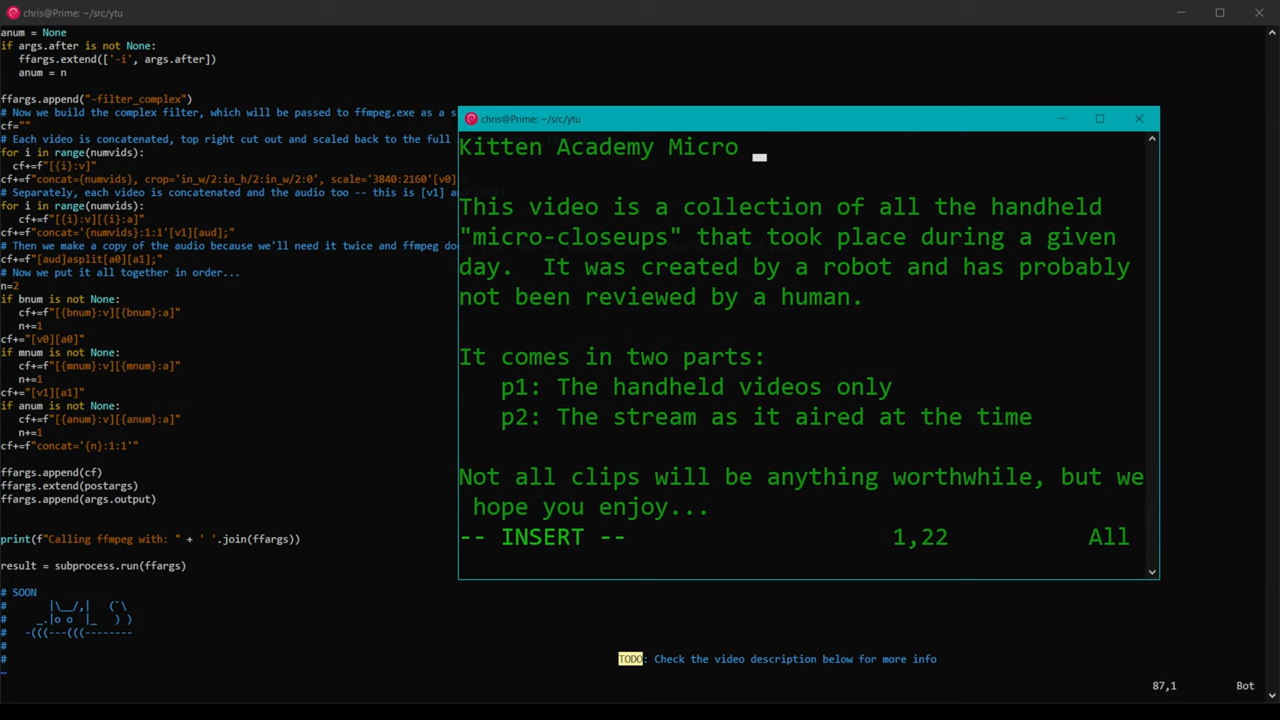 chris@Prime: ~/src/ytu
anum = None
if args.after is not None:
ffargs.extend(['-i', args.after])
anum = n
ffargs.append("-filter_complex")
# Now we build the complex filter, which will be passed to ffmpeg.exe as a s
cf=""
# Each video is concatenated, top right cut out and scaled back to the full
for i in range(numvids):
cf+=f"[{i}:v]"
cf+=f"concat={numvids}, crop='in_w/2:in_h/2:in_w/2:0', scale='3840:2160'[v0]
# Separately, each video is concatenated and the audio too -- this is [v1] a
for i in range(numvids):
cf+=f"[{i}:v][{i}:a]"
cf+=f"concat='{numvids}:1:1'[v1][aud];"
# Then we make a copy of the audio because we'll need it twice and ffmpeg do
cf+=f"[aud]asplit[a0][a1];"
# Now we put it all together in order...
n=2
if bnum is not None:
cf+=f"[{bnum}:v][{bnum}:a]"
n+=1
cf+="[v0][a0]"
if mnum is not None:
cf+=f"[{mnum}:v][{mnum}:a]"
n+=1
cf+="[v1][a1]"
if anum is not None:
cf+=f"[{anum}:v][{anum}:a]"
n+=1
cf+=f"concat='{n}:1:1'"
ffargs.append(cf)
ffargs.extend(postargs)
ffargs.append(args.output)
print(f"Calling ffmpeg with: " + ' '.join(ffargs))
result = subprocess.run(ffargs)
# SOON
#      |\__/,|   (`\
#    _.|o o  |_   ) )
#  -(((---(((--------
#
#
~
chris@Prime: ~/src/ytu
Kitten Academy Micro
This video is a collection of all the handheld
"micro-closeups" that took place during a given
day.  It was created by a robot and has probably
not been reviewed by a human.
It comes in two parts:
p1: The handheld videos only
p2: The stream as it aired at the time
Not all clips will be anything worthwhile, but we
hope you enjoy...
-- INSERT -- 1,22 All
TODO: Check the video description below for more info
87,1 Bot